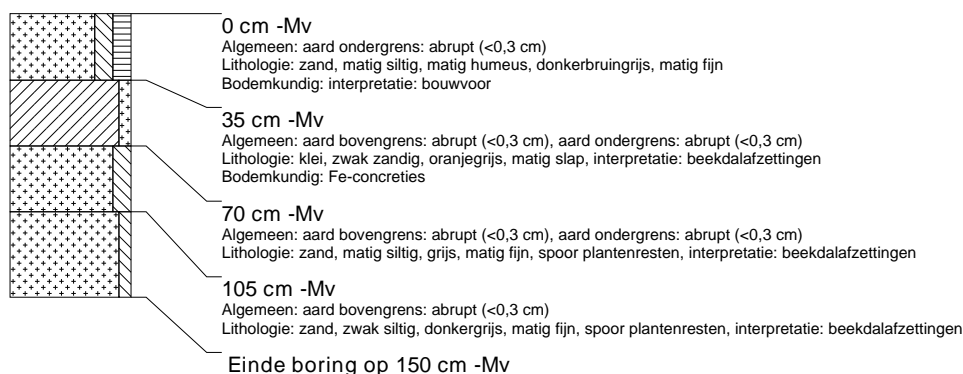 0 cm -Mv
Algemeen: aard ondergrens: abrupt (<0,3 cm)
Lithologie: zand, matig siltig, matig humeus, donkerbruingrijs, matig fijn
Bodemkundig: interpretatie: bouwvoor
35 cm -Mv
Algemeen: aard bovengrens: abrupt (<0,3 cm), aard ondergrens: abrupt (<0,3 cm)
Lithologie: klei, zwak zandig, oranjegrijs, matig slap, interpretatie: beekdalafzettingen
Bodemkundig: Fe-concreties
70 cm -Mv
Algemeen: aard bovengrens: abrupt (<0,3 cm), aard ondergrens: abrupt (<0,3 cm)
Lithologie: zand, matig siltig, grijs, matig fijn, spoor plantenresten, interpretatie: beekdalafzettingen
105 cm -Mv
Algemeen: aard bovengrens: abrupt (<0,3 cm)
Lithologie: zand, zwak siltig, donkergrijs, matig fijn, spoor plantenresten, interpretatie: beekdalafzettingen
Einde boring op 150 cm -Mv